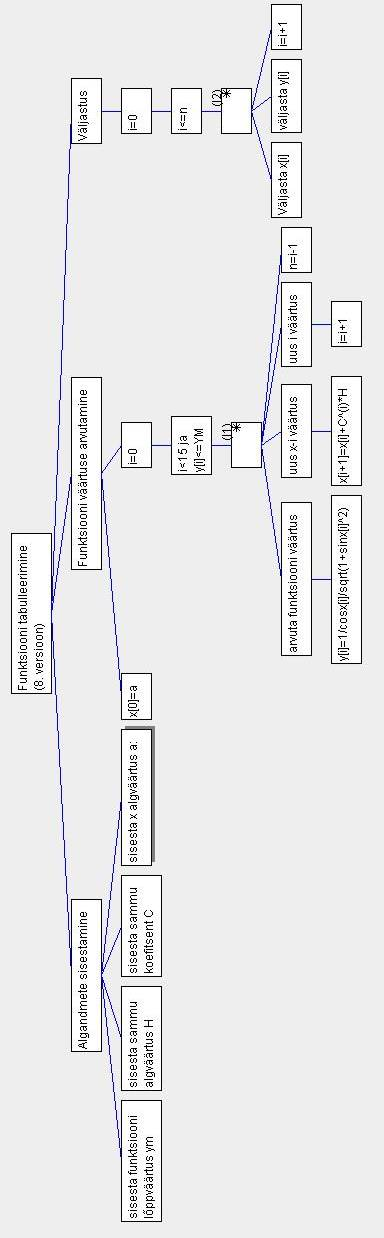 Funktsiooni tabulleerimine
(8. versioon)
Algandmete sisestamine
sisesta funktsiooni
lõppväärtus ym
sisesta sammu
algväärtus H
sisesta sammu
koefitsent C
sisesta x algväärtus a:
Funktsiooni väärtuse arvutamine
x[0]=a
i=0
i<15 ja
y[i]<=YM
(I1)
*
arvuta funktsiooni väärtus
y[i]=1/cosx[i]/sqrt(1+sinx[i]^2)
uus x-i väärtus
x[i+1]=x[i]+C^(i)*H
uus i väärtus
i=i+1
n=i-1
Väljastus
i=0
i<=n
(I2)
*
Väljasta x[i]
väljasta y[i]
i=i+1